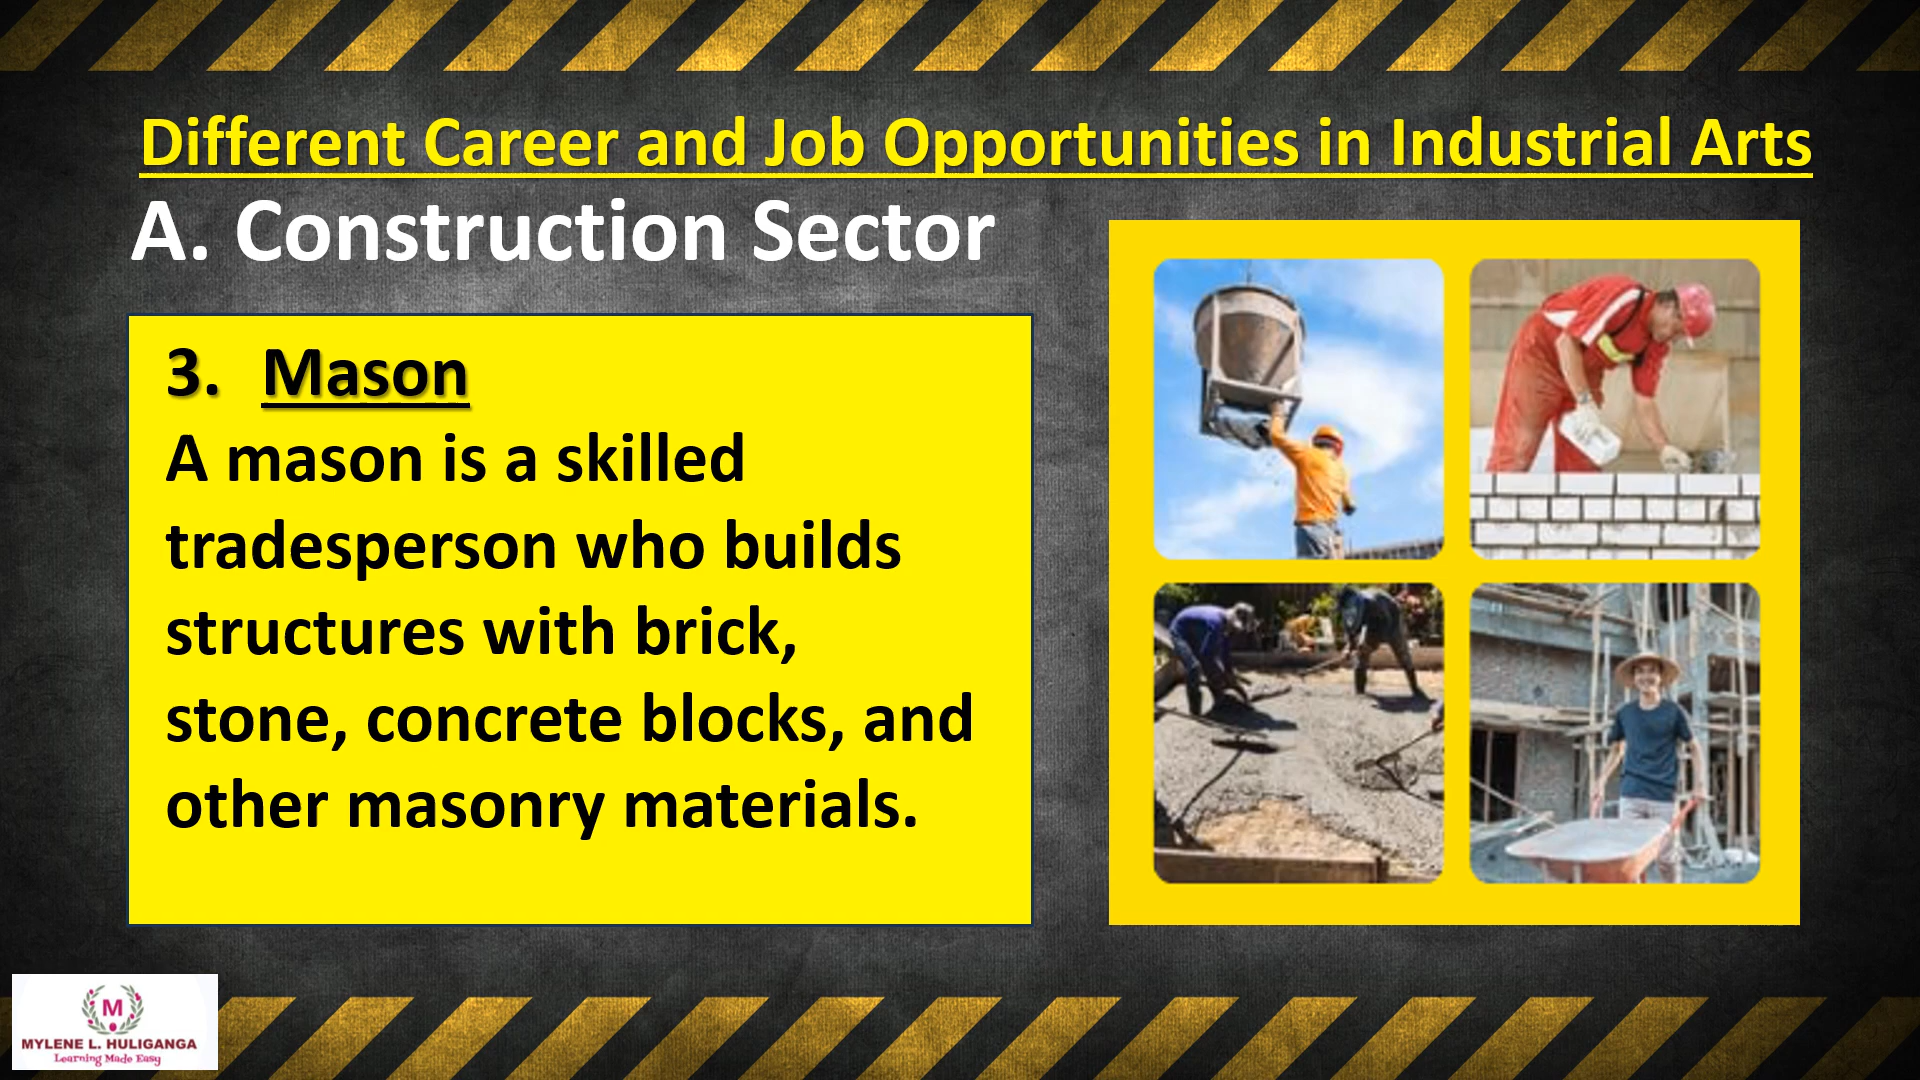 Different Career and Job Opportunities in Industrial Arts
A. Construction Sector
3. Mason
A mason is a skilled
tradesperson who builds
structures with brick,
stone, concrete blocks, and
other masonry materials.
M
MYLENE L. HULIGANGA
Learning Made Easy